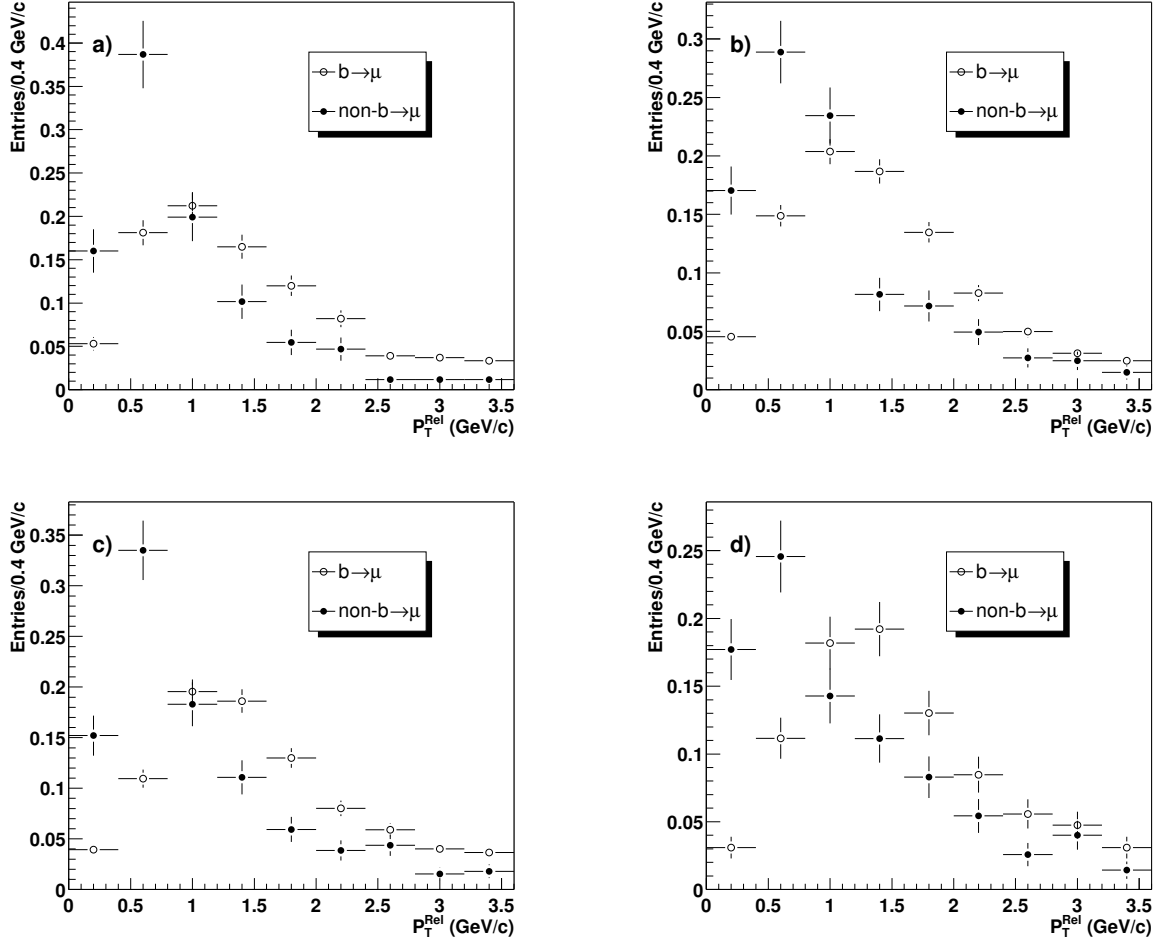 Entries/0.4 GeV/c
a)
b→μ
non-b→μ
0.4
0.35
0.3
0.25
0.2
0.15
0.1
0.05
0
0 0.5 1 1.5 2 2.5 3 3.5
P_T^Rel (GeV/c)
Entries/0.4 GeV/c
b)
b→μ
non-b→μ
0.3
0.25
0.2
0.15
0.1
0.05
0
0 0.5 1 1.5 2 2.5 3 3.5
P_T^Rel (GeV/c)
Entries/0.4 GeV/c
c)
b→μ
non-b→μ
0.35
0.3
0.25
0.2
0.15
0.1
0.05
0
0 0.5 1 1.5 2 2.5 3 3.5
P_T^Rel (GeV/c)
Entries/0.4 GeV/c
d)
b→μ
non-b→μ
0.25
0.2
0.15
0.1
0.05
0
0 0.5 1 1.5 2 2.5 3 3.5
P_T^Rel (GeV/c)